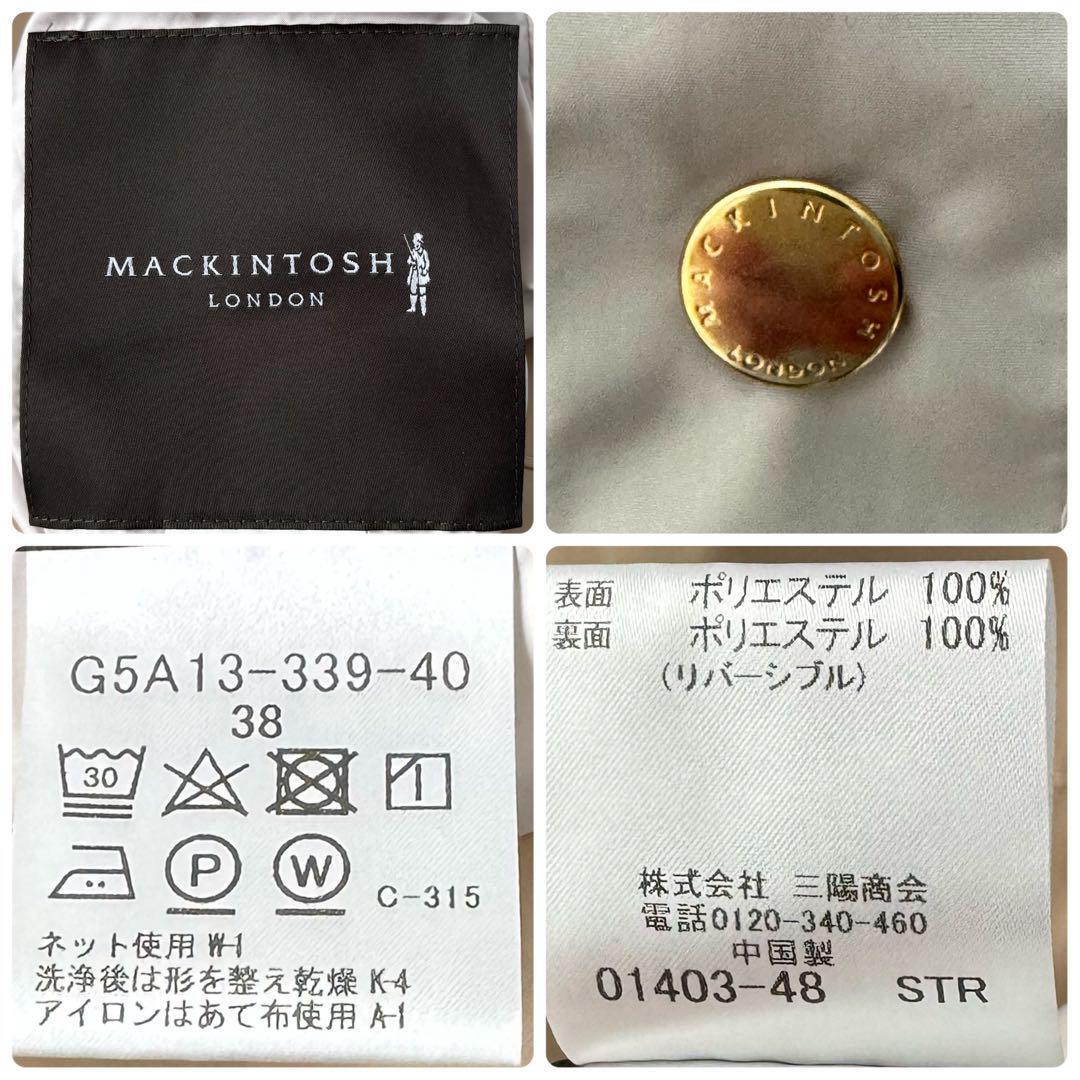 MACKINTOSH
LONDON
MACKINTOSH
LONDON
G5A13-339-40
38
30
P
W
C-315
ネット使用 W-1
洗浄後は形を整え乾燥 K-4
アイロンはあて布使用 A-1
表面 ポリエステル 100%
裏面 ポリエステル 100%
(リバーシブル)
株式会社 三陽商会
電話0120-340-460
中国製
01403-48 STR